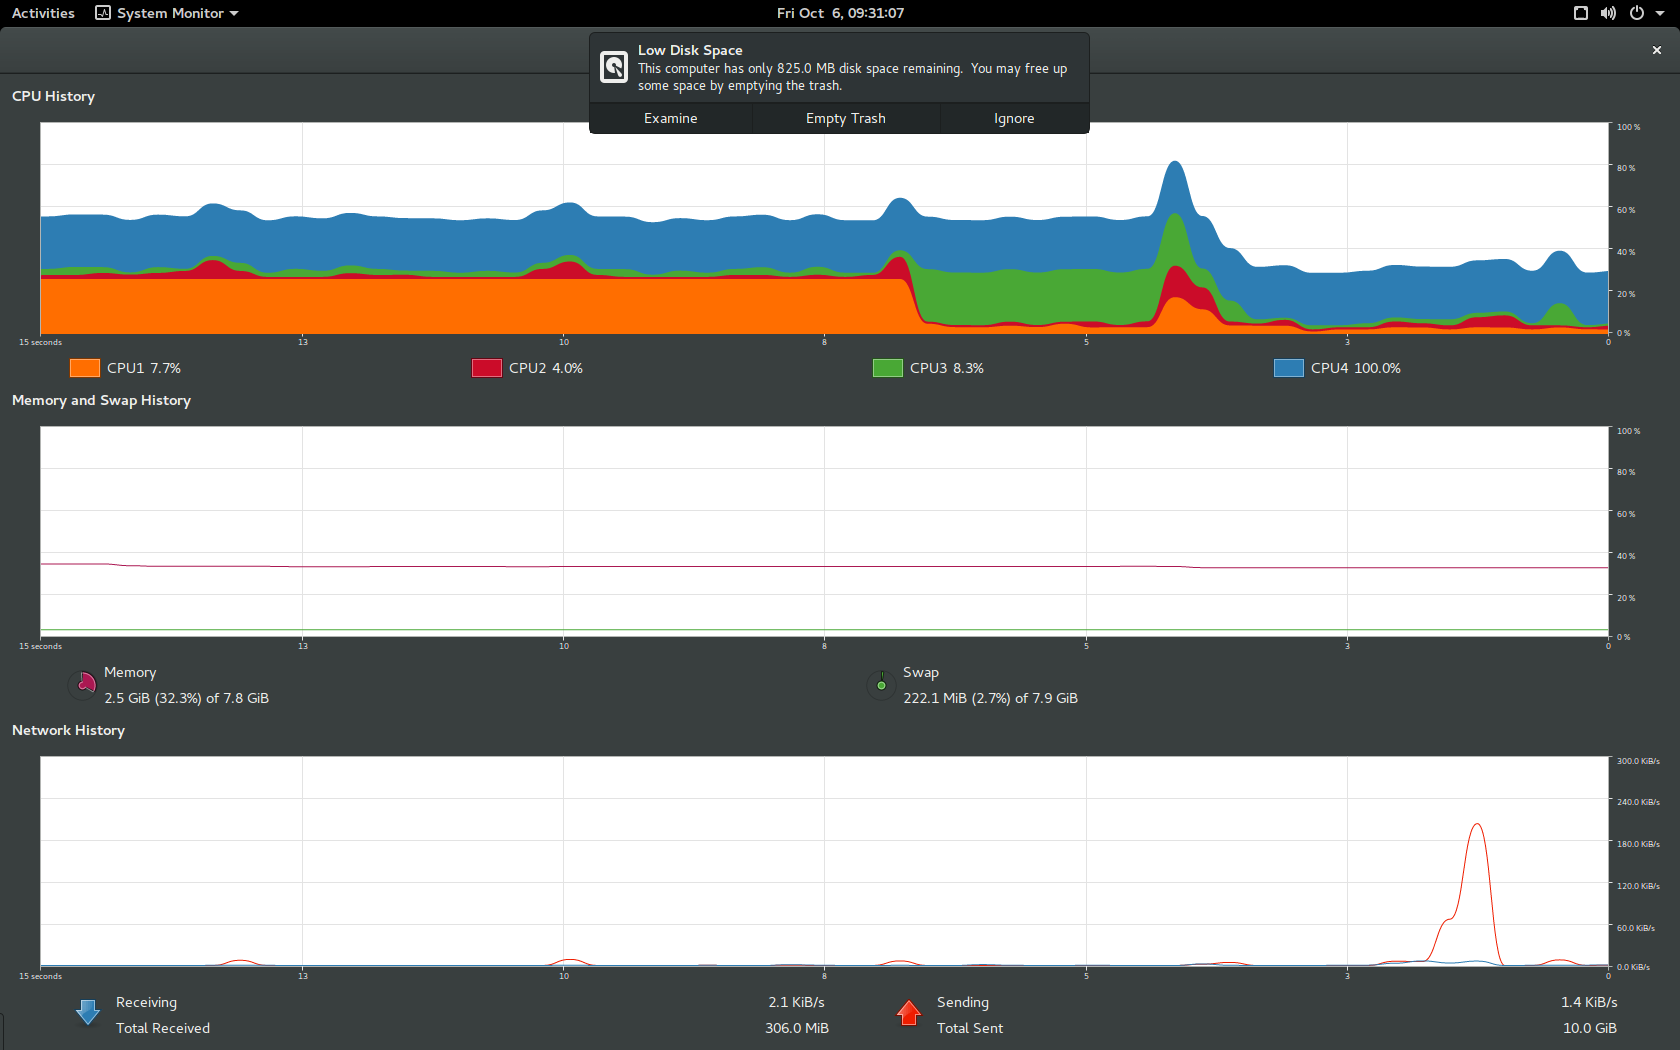 Activities
System Monitor
Fri Oct  6, 09:31:07
Low Disk Space
This computer has only 825.0 MB disk space remaining.  You may free up
some space by emptying the trash.
Examine
Empty Trash
Ignore
CPU History
100 %
80 %
60 %
40 %
20 %
0 %
15 seconds
13
10
8
5
3
0
CPU1 7.7%
CPU2 4.0%
CPU3 8.3%
CPU4 100.0%
Memory and Swap History
100 %
80 %
60 %
40 %
20 %
0 %
15 seconds
13
10
8
5
3
0
Memory
2.5 GiB (32.3%) of 7.8 GiB
Swap
222.1 MiB (2.7%) of 7.9 GiB
Network History
300.0 KiB/s
240.0 KiB/s
180.0 KiB/s
120.0 KiB/s
60.0 KiB/s
0.0 KiB/s
15 seconds
13
10
8
5
3
0
Receiving
2.1 KiB/s
Total Received
306.0 MiB
Sending
1.4 KiB/s
Total Sent
10.0 GiB